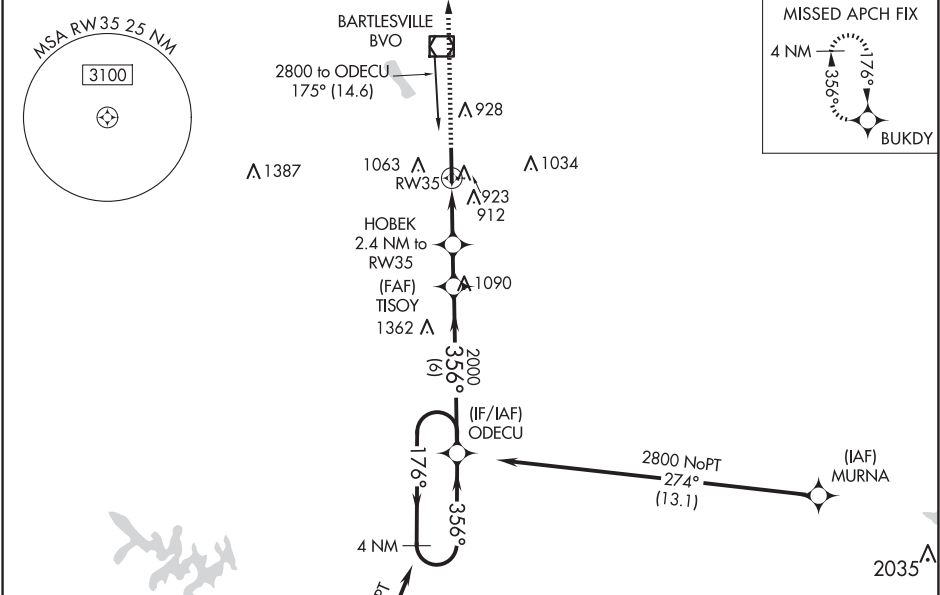 MSA RW35 25 NM
3100
BARTLESVILLE
BVO
2800 to ODECU
175° (14.6)
928
1387
1063
RW35
1034
923
912
HOBEK
2.4 NM to
RW35
(FAF)
TISOY
1090
1362
2000
356°
(6)
(IF/IAF)
ODECU
176°
356°
4 NM
2800 NoPT
274°
(13.1)
(IAF)
MURNA
2035
MISSED APCH FIX
4 NM
356°
176°
BUKDY